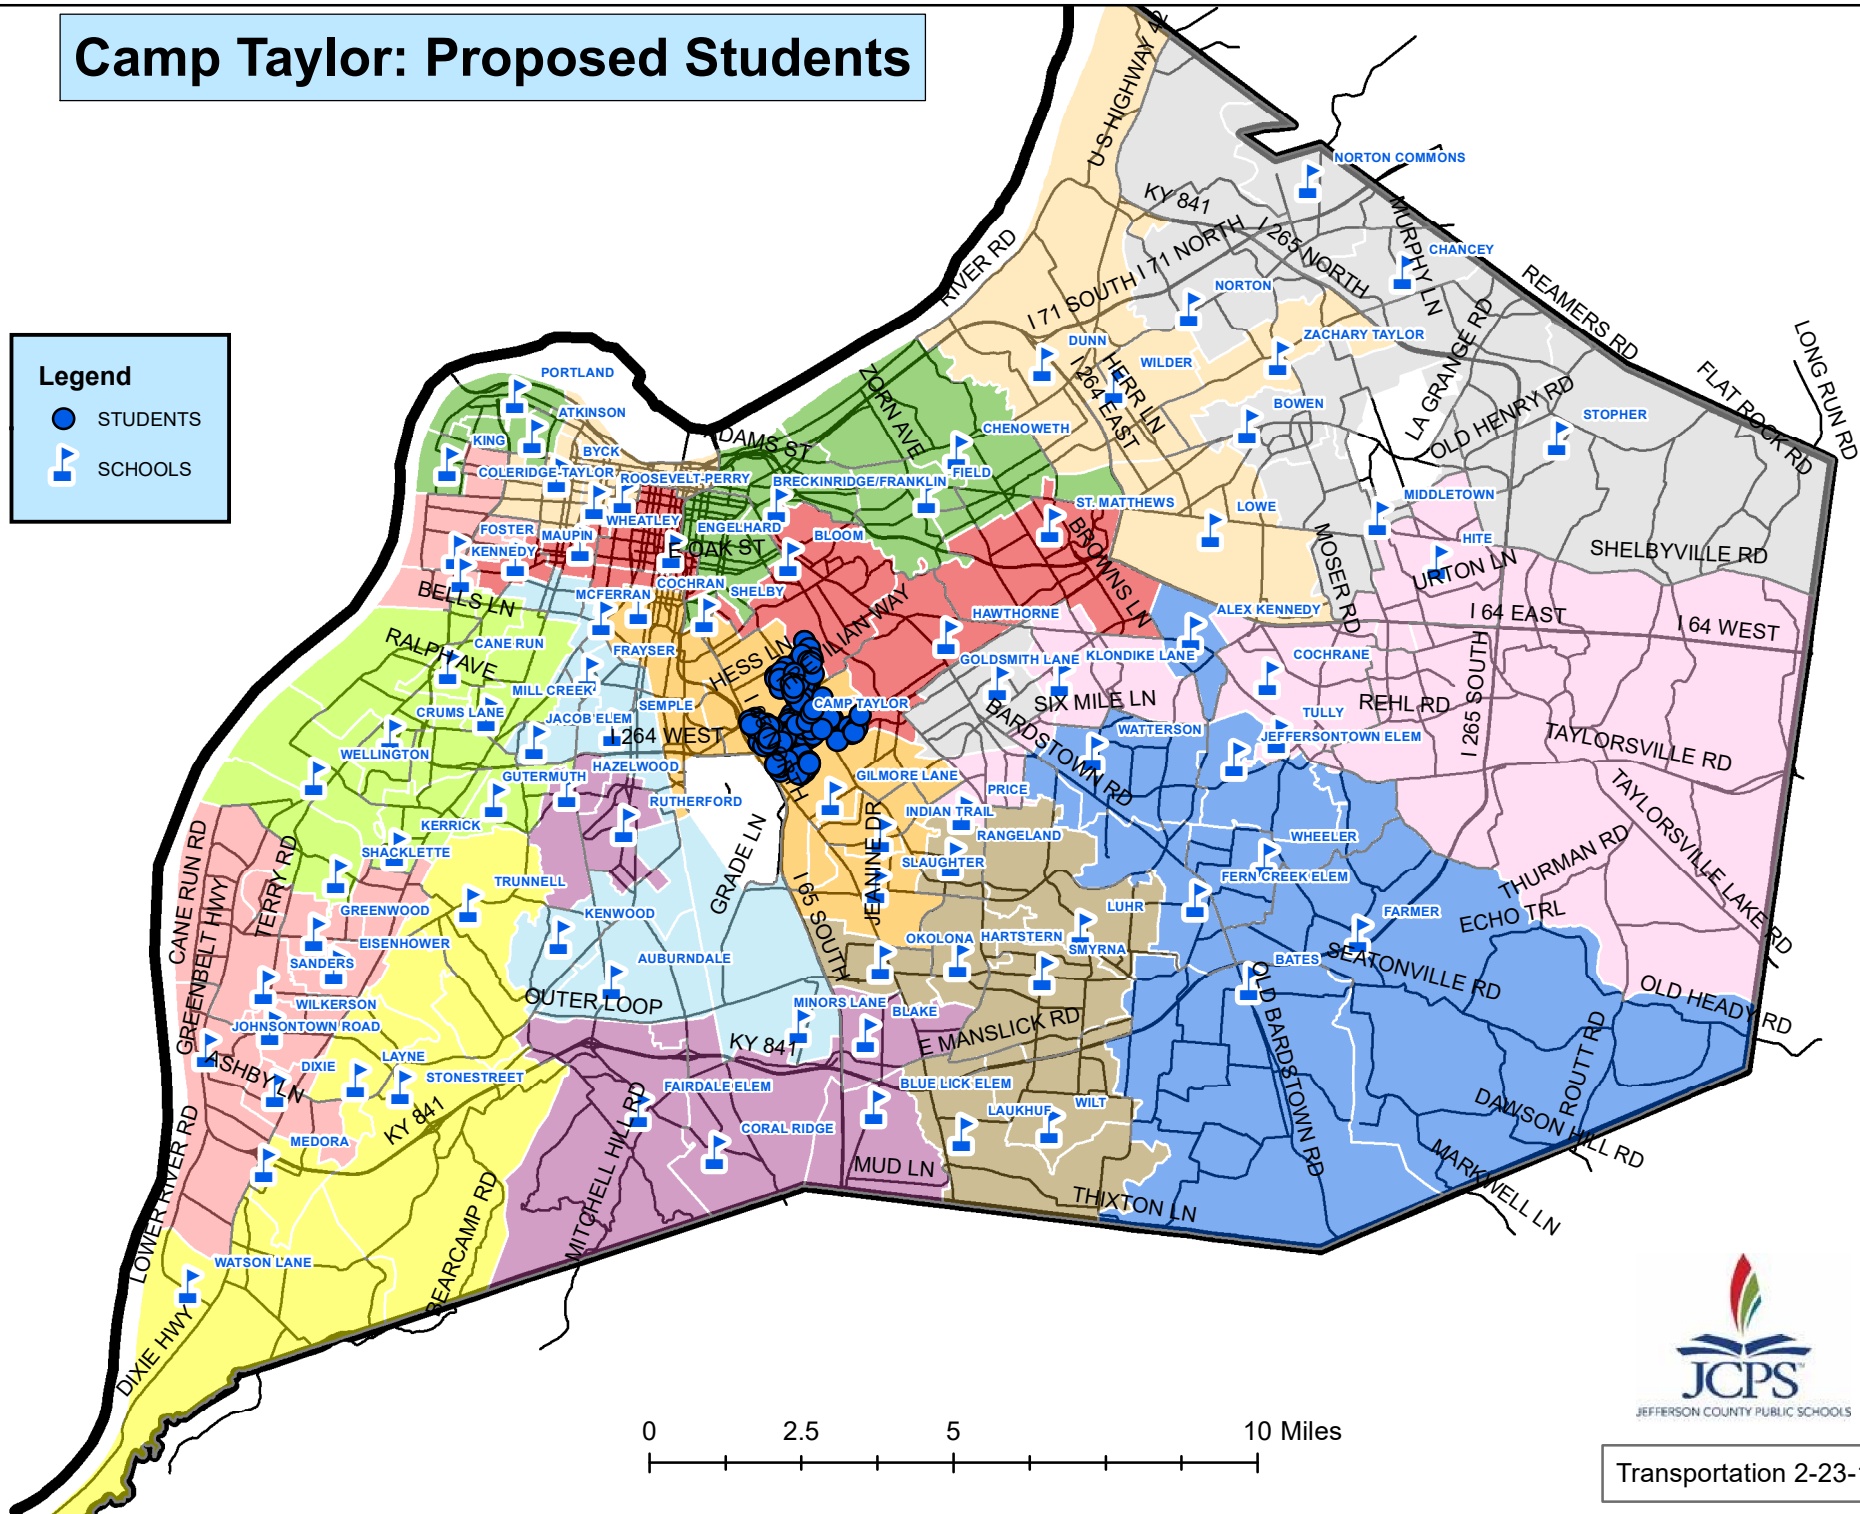 Camp Taylor: Proposed Students
Legend
STUDENTS
SCHOOLS
U S HIGHWAY 42
NORTON COMMONS
KY 841
MURPHY LN
I 265 NORTH
I 71 NORTH
CHANCEY
RIVER RD
I 71 SOUTH
NORTON
REAMERS RD
LONG RUN RD
ZACHARY TAYLOR
LA GRANGE RD
DUNN
HERR LN
WILDER
I 264 EAST
FLAT ROCK RD
PORTLAND
ZORN AVE
BOWEN
OLD HENRY RD
STOPHER
ATKINSON
ADAMS ST
CHENOWETH
KING
BYCK
COLERIDGE-TAYLOR
ROOSEVELT-PERRY
BRECKINRIDGE/FRANKLIN
FIELD
ST. MATTHEWS
LOWE
MIDDLETOWN
WHEATLEY
ENGELHARD
BLOOM
BROWNS LN
MOSER RD
HITE
FOSTER
MAUPIN
E OAK ST
SHELBYVILLE RD
KENNEDY
URTON LN
BELLS LN
MCFERRAN
COCHRAN
SHELBY
HAWTHORNE
ALEX KENNEDY
I 64 EAST
I 64 WEST
RALPH AVE
CANE RUN
FRAYSER
HESS LN
GOLDSMITH LANE
KLONDIKE LANE
COCHRANE
I 265 SOUTH
MILL CREEK
SEMPLE
CAMP TAYLOR
BARDSTOWN RD
SIX MILE LN
REHL RD
CRUMS LANE
JACOB ELEM
I 264 WEST
WATTERSON
TULLY
JEFFERSONTOWN ELEM
TAYLORSVILLE RD
WELLINGTON
GUTERMUTH
HAZELWOOD
GILMORE LANE
PRICE
RUTHERFORD
INDIAN TRAIL
TAYLORSVILLE LAKE RD
KERRICK
RANGELAND
WHEELER
THURMAN RD
SHACKLETTE
CANE RUN RD
GREENBELT HWY
TERRY RD
GRADE LN
JEANINE DR
SLAUGHTER
TRUNNELL
FERN CREEK ELEM
GREENWOOD
KENWOOD
I 65 SOUTH
LUHR
FARMER
ECHO TRL
EISENHOWER
OKOLONA
HARTSTERN
SMYRNA
SANDERS
AUBURNDALE
BATES
SEATONVILLE RD
OLD HEADY RD
WILKERSON
OUTER LOOP
MINORS LANE
BLAKE
OLD BARDSTOWN RD
JOHNSONTOWN ROAD
KY 841
E MANSLICK RD
ROUTT RD
ASHBY LN
DIXIE
LAYNE
STONESTREET
FAIRDALE ELEM
BLUE LICK ELEM
LAUKHUF
WILT
DAWSON HILL RD
KY 841
MEDORA
CORAL RIDGE
MUD LN
MARKWELL LN
LOWER RIVER RD
BEARCAMP RD
MITCHELL HILL RD
THIXTON LN
WATSON LANE
DIXIE HWY
0 2.5 5 10 Miles
JCPS
JEFFERSON COUNTY PUBLIC SCHOOLS
Transportation 2-23-